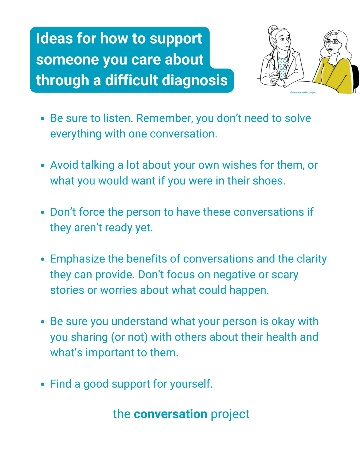 Ideas for how to support
someone you care about
through a difficult diagnosis
• Be sure to listen. Remember, you don't need to solve
everything with one conversation.
• Avoid talking a lot about your own wishes for them, or
what you would want if you were in their shoes.
• Don't force the person to have these conversations if
they aren't ready yet.
• Emphasize the benefits of conversations and the clarity
they can provide. Don't focus on negative or scary
stories or worries about what could happen.
• Be sure you understand what your person is okay with
you sharing (or not) with others about their health and
what's important to them.
• Find a good support for yourself.
the conversation project